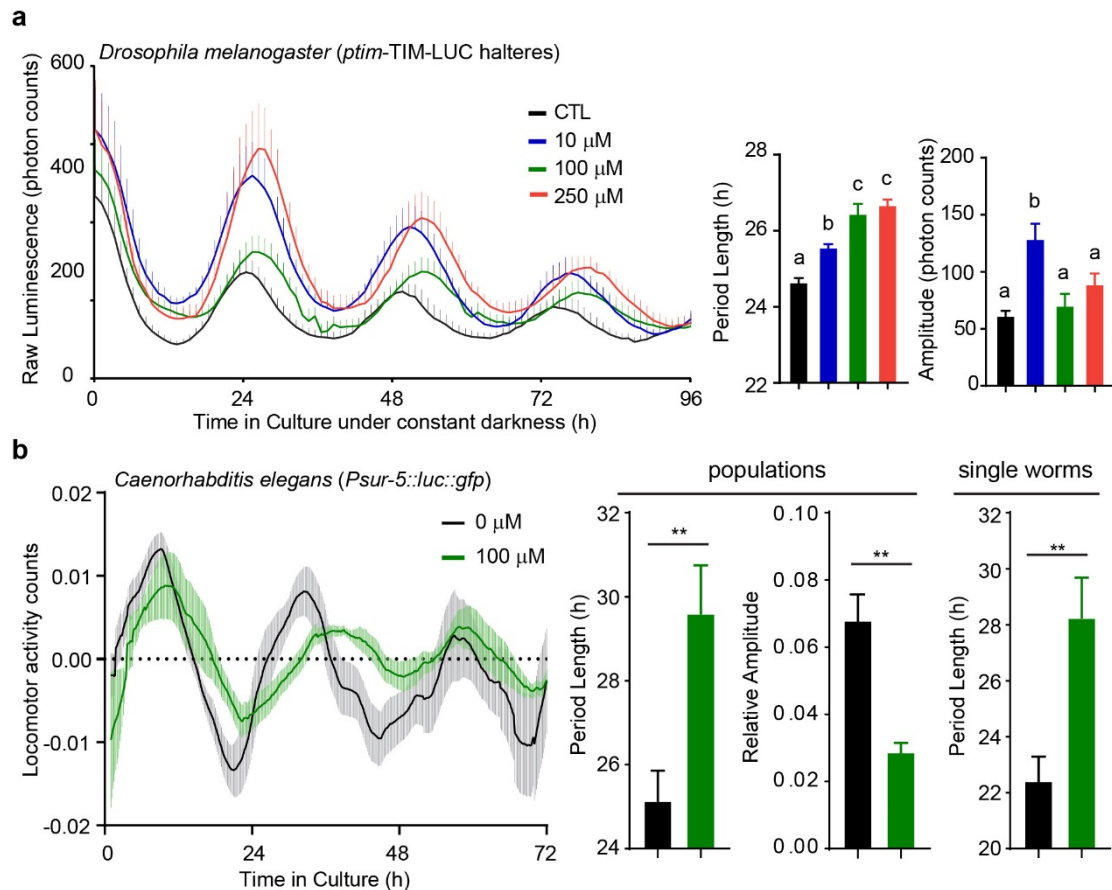 a
Drosophila melanogaster (ptim-TIM-LUC halteres)
Raw Luminescence (photon counts)
600
400
200
0
CTL
10 μM
100 μM
250 μM
0
24
48
72
96
Time in Culture under constant darkness (h)
Period Length (h)
28
26
24
22
a
b
c
c
Amplitude (photon counts)
200
150
100
50
0
a
b
a
a
b
Caenorhabditis elegans (Psur-5::luc::gfp)
Locomotor activity counts
0.02
0.01
0.00
-0.01
-0.02
0 μM
100 μM
0
24
48
72
Time in Culture (h)
populations
single worms
Period Length (h)
32
30
28
26
24
**
Relative Amplitude
0.10
0.08
0.06
0.04
0.02
0.00
**
Period Length (h)
32
30
28
26
24
22
20
**